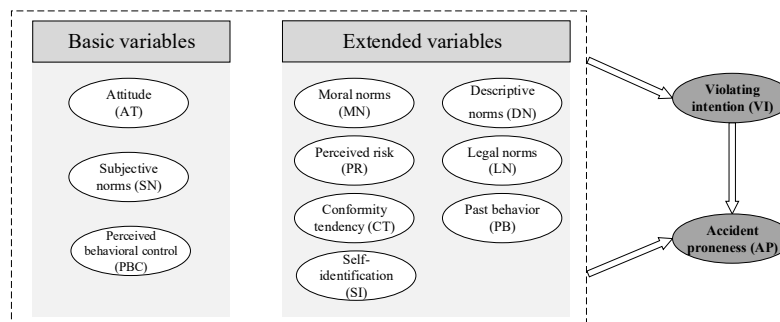 Basic variables
Attitude
(AT)
Subjective
norms (SN)
Perceived
behavioral control
(PBC)
Extended variables
Moral norms
(MN)
Descriptive
norms (DN)
Perceived risk
(PR)
Legal norms
(LN)
Conformity
tendency (CT)
Past behavior
(PB)
Self-
identification
(SI)
Violating
intention (VI)
Accident
proneness (AP)